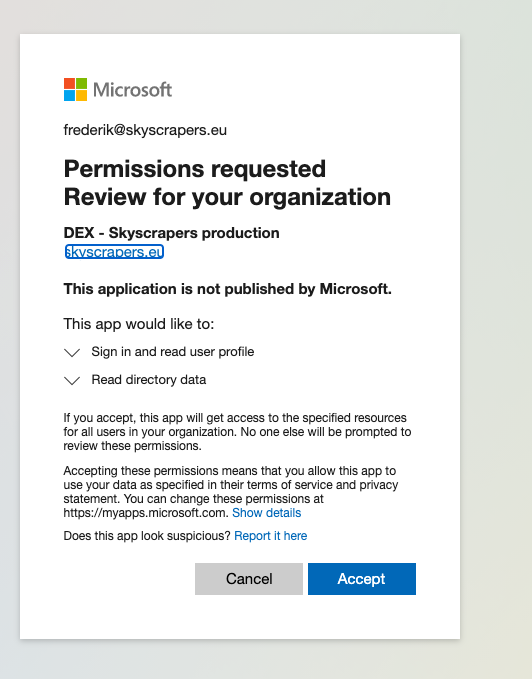 Microsoft
frederik@skyscrapers.eu
Permissions requested
Review for your organization
DEX - Skyscrapers production
skyscrapers.eu
This application is not published by Microsoft.
This app would like to:
Sign in and read user profile
Read directory data
If you accept, this app will get access to the specified resources
for all users in your organization. No one else will be prompted to
review these permissions.
Accepting these permissions means that you allow this app to
use your data as specified in their terms of service and privacy
statement. You can change these permissions at
https://myapps.microsoft.com. Show details
Does this app look suspicious? Report it here
Cancel Accept